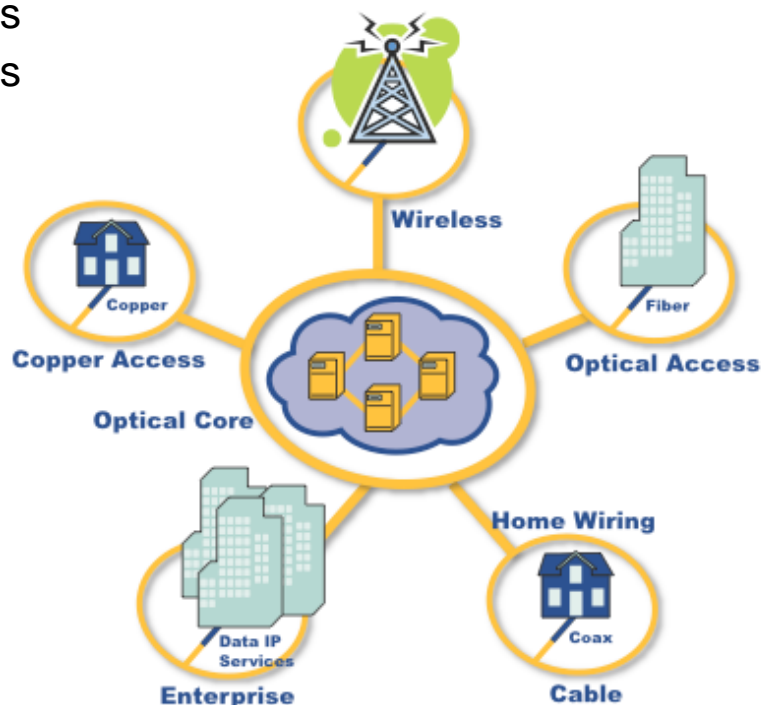 s
s
Wireless
Copper
Fiber
Copper Access
Optical Access
Optical Core
Home Wiring
Data IP
Services
Coax
Enterprise
Cable